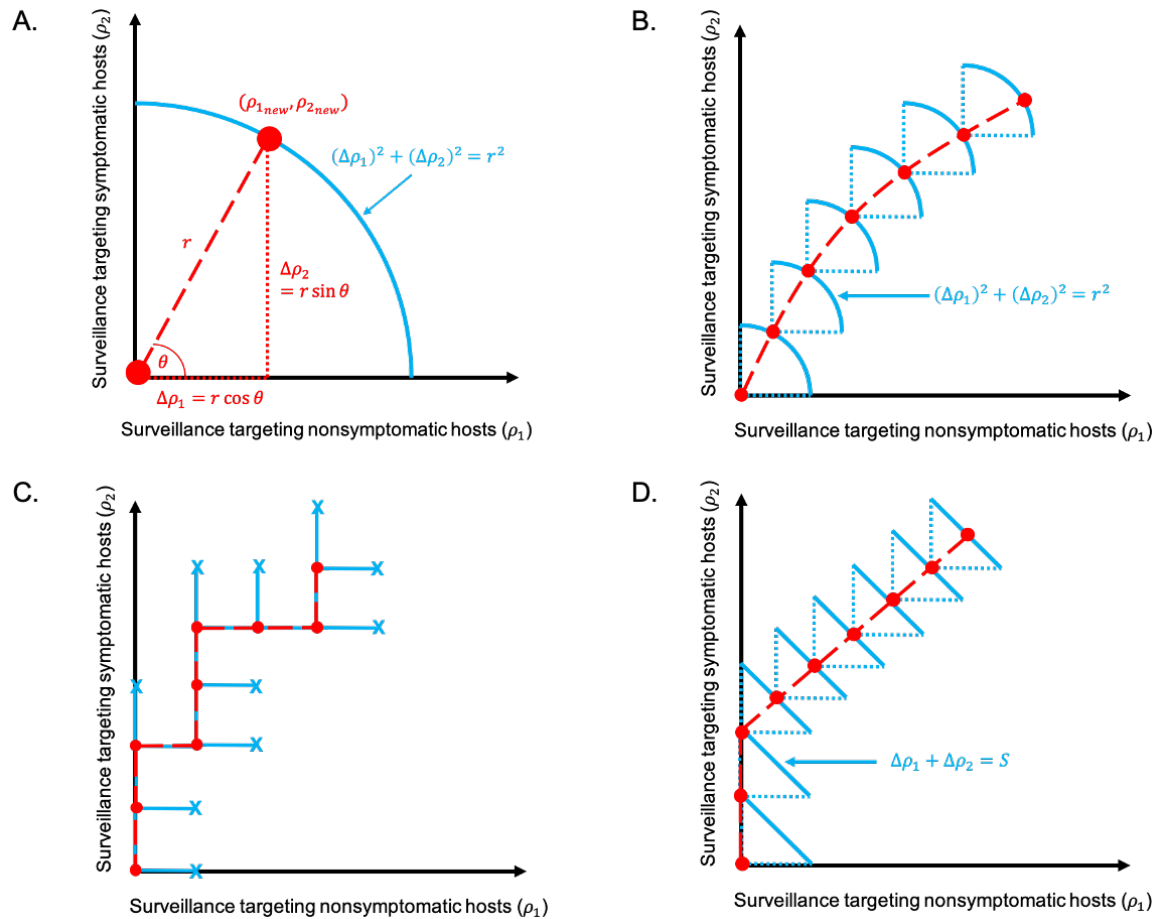 A.
Surveillance targeting symptomatic hosts (ρ₂)
(ρ₁ₙₑw, ρ₂ₙₑw)
(Δρ₁)² + (Δρ₂)² = r²
r
Δρ₂
= r sin θ
θ
Δρ₁ = r cos θ
Surveillance targeting nonsymptomatic hosts (ρ₁)
B.
Surveillance targeting symptomatic hosts (ρ₂)
(Δρ₁)² + (Δρ₂)² = r²
Surveillance targeting nonsymptomatic hosts (ρ₁)
C.
Surveillance targeting symptomatic hosts (ρ₂)
X
X X X
X X
X X
X
X
Surveillance targeting nonsymptomatic hosts (ρ₁)
D.
Surveillance targeting symptomatic hosts (ρ₂)
Δρ₁ + Δρ₂ = S
Surveillance targeting nonsymptomatic hosts (ρ₁)